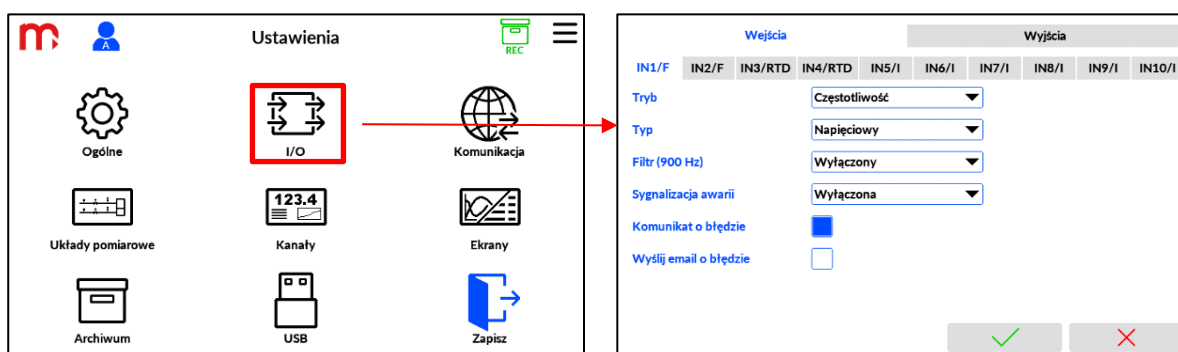 m
A
Ustawienia
REC
Ogólne
I/O
Komunikacja
Układy pomiarowe
123.4
Kanały
Ekrany
Archiwum
USB
Zapisz
Wejścia
Wyjścia
IN1/F IN2/F IN3/RTD IN4/RTD IN5/I IN6/I IN7/I IN8/I IN9/I IN10/I
Tryb Częstotliwość
Typ Napięciowy
Filtr (900 Hz) Wyłączony
Sygnalizacja awarii Wyłączona
Komunikat o błędzie
Wyślij email o błędzie